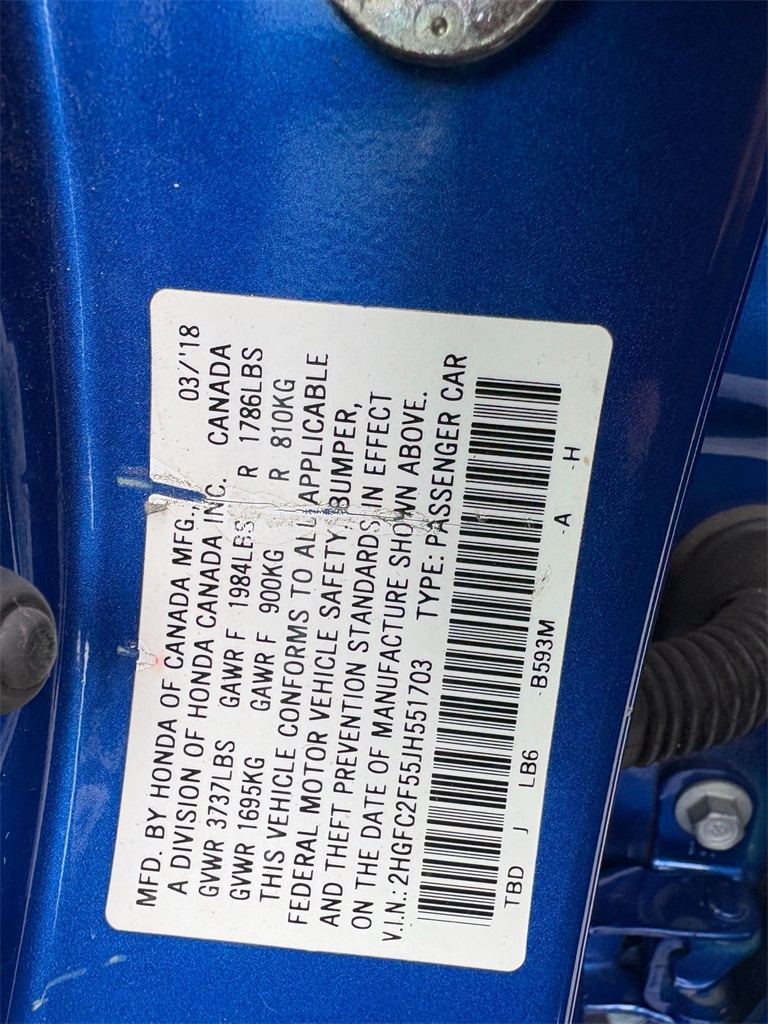 MFD. BY HONDA OF CANADA MFG., 03/'18
A DIVISION OF HONDA CANADA INC. CANADA
GVWR 3737LBS GAWR F 1984LBS R 1786LBS
GVWR 1695KG GAWR F 900KG R 810KG
THIS VEHICLE CONFORMS TO ALL APPLICABLE
FEDERAL MOTOR VEHICLE SAFETY, BUMPER,
AND THEFT PREVENTION STANDARDS IN EFFECT
ON THE DATE OF MANUFACTURE SHOWN ABOVE.
V.I.N.:2HGFC2F55JH551703 TYPE: PASSENGER CAR
TBD J LB6 -B593M -A -H